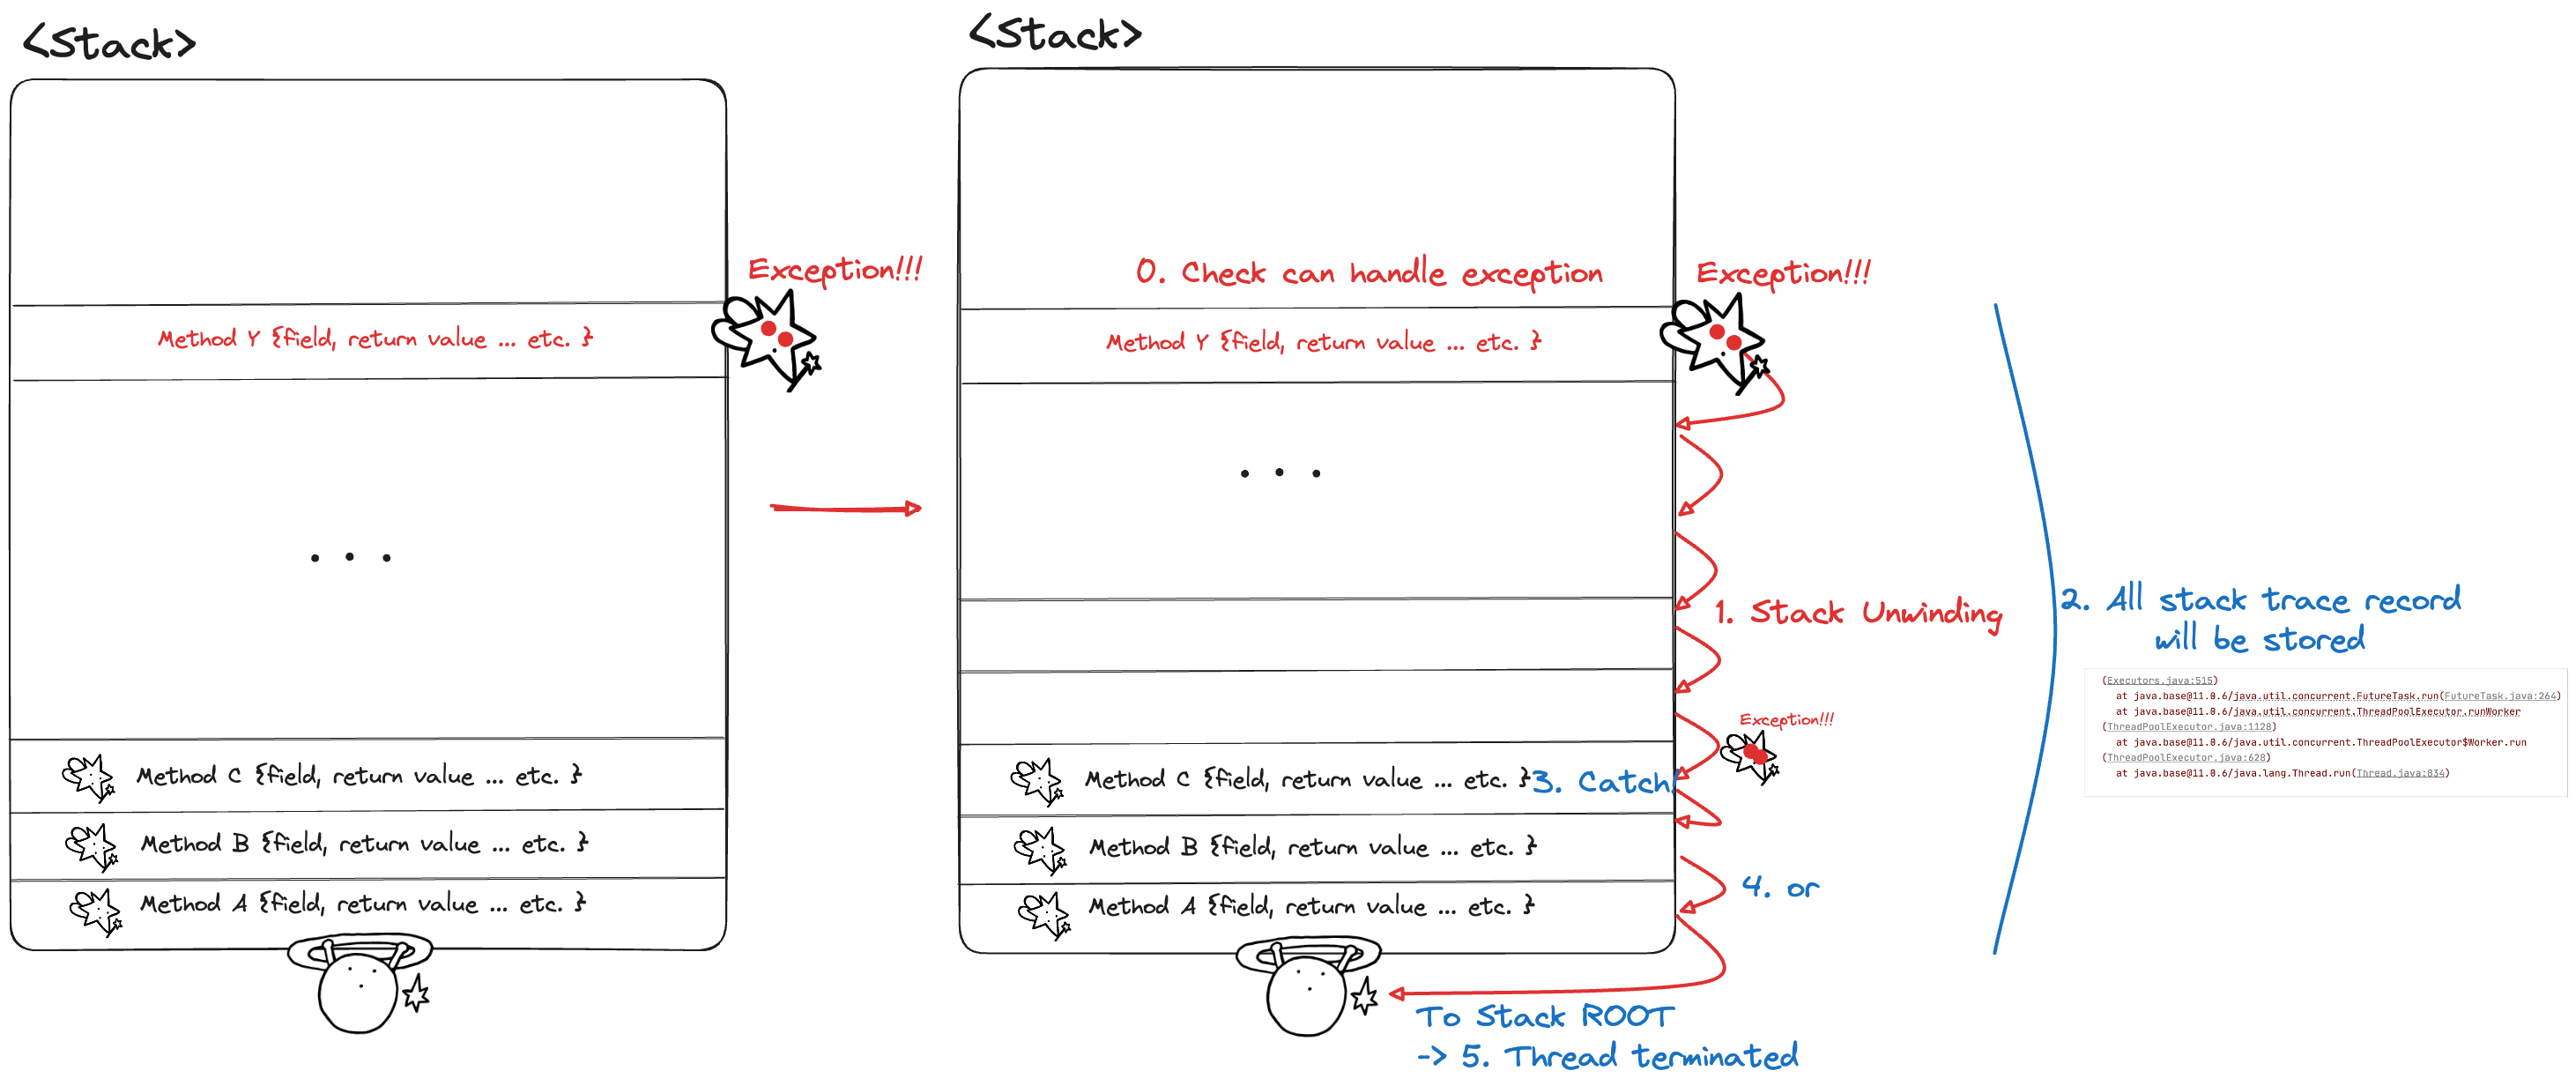 <Stack>
Exception!!!
Method Y {field, return value ... etc. }
. . .
Method C {field, return value ... etc. }
Method B {field, return value ... etc. }
Method A {field, return value ... etc. }
<Stack>
0. Check can handle exception
Exception!!!
Method Y {field, return value ... etc. }
. . .
1. Stack Unwinding
Exception!!!
Method C {field, return value ... etc. }
3. Catch!
Method B {field, return value ... etc. }
4. or
Method A {field, return value ... etc. }
To Stack ROOT
-> 5. Thread terminated
2. All stack trace record
will be stored
(Executors.java:515)
at java.base@11.0.6/java.util.concurrent.FutureTask.run(FutureTask.java:264)
at java.base@11.0.6/java.util.concurrent.ThreadPoolExecutor.runWorker
(ThreadPoolExecutor.java:1128)
at java.base@11.0.6/java.util.concurrent.ThreadPoolExecutor$Worker.run
(ThreadPoolExecutor.java:628)
at java.base@11.0.6/java.lang.Thread.run(Thread.java:834)